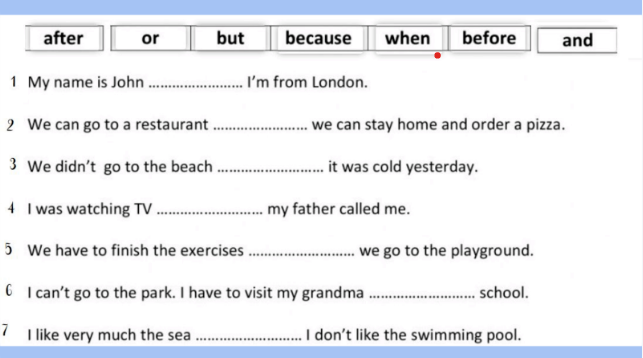 after or but because when before and
1 My name is John .......................... I'm from London.
2 We can go to a restaurant .......................... we can stay home and order a pizza.
3 We didn't go to the beach ............................. it was cold yesterday.
4 I was watching TV ............................. my father called me.
5 We have to finish the exercises ............................. we go to the playground.
6 I can't go to the park. I have to visit my grandma ............................. school.
7 I like very much the sea ............................. I don't like the swimming pool.